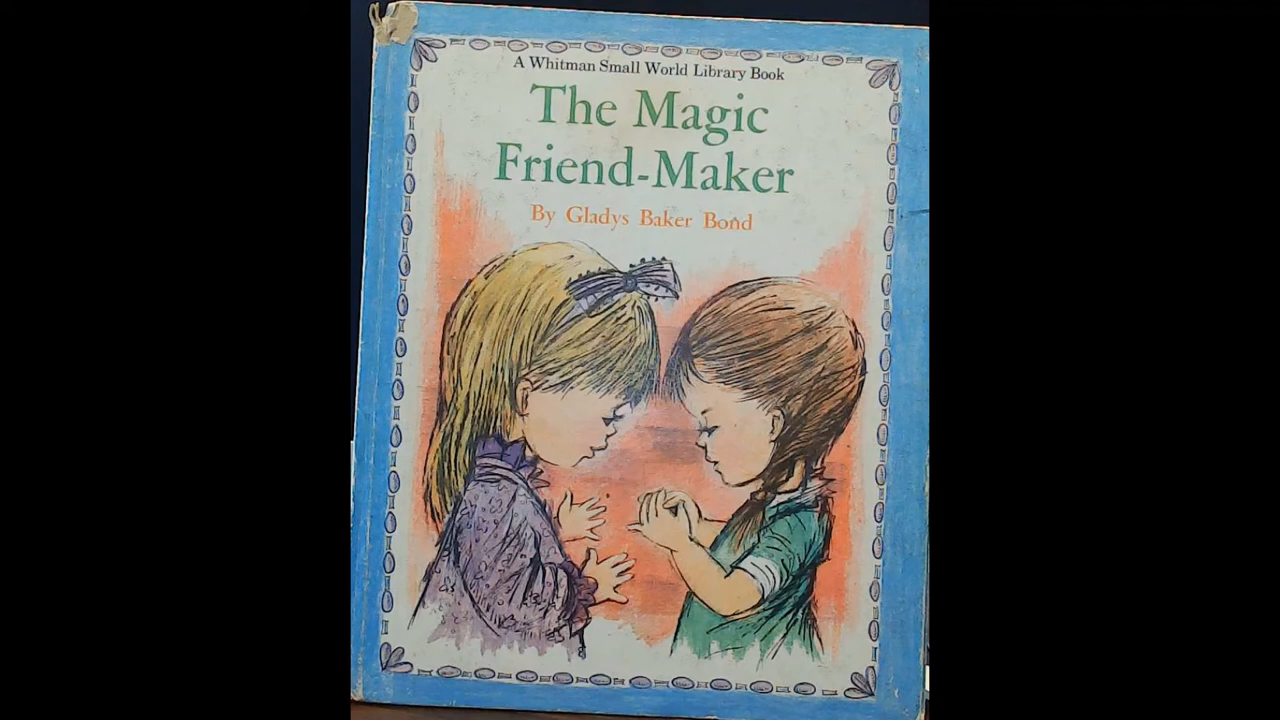 A Whitman Small World Library Book
The Magic
Friend-Maker
By Gladys Baker Bond